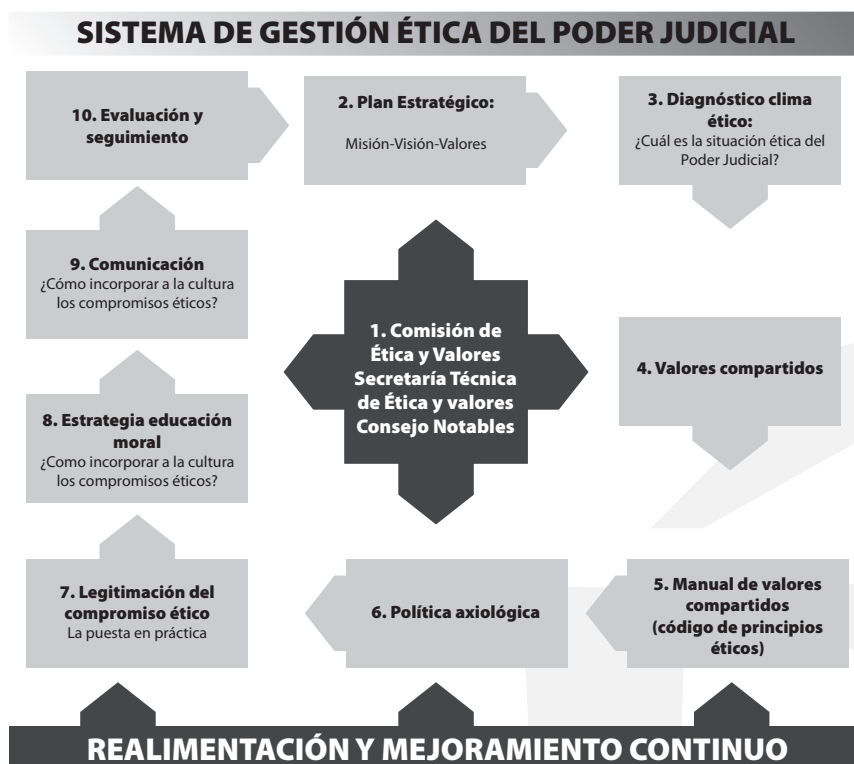 SISTEMA DE GESTIÓN ÉTICA DEL PODER JUDICIAL
10. Evaluación y
seguimiento
2. Plan Estratégico:
Misión-Visión-Valores
3. Diagnóstico clima
ético:
¿Cuál es la situación ética del
Poder Judicial?
9. Comunicación
¿Cómo incorporar a la cultura
los compromisos éticos?
1. Comisión de
Ética y Valores
Secretaría Técnica
de Ética y valores
Consejo Notables
4. Valores compartidos
8. Estrategia educación
moral
¿Como incorporar a la cultura
los compromisos éticos?
7. Legitimación del
compromiso ético
La puesta en práctica
6. Política axiológica
5. Manual de valores
compartidos
(código de principios
éticos)
REALIMENTACIÓN Y MEJORAMIENTO CONTINUO